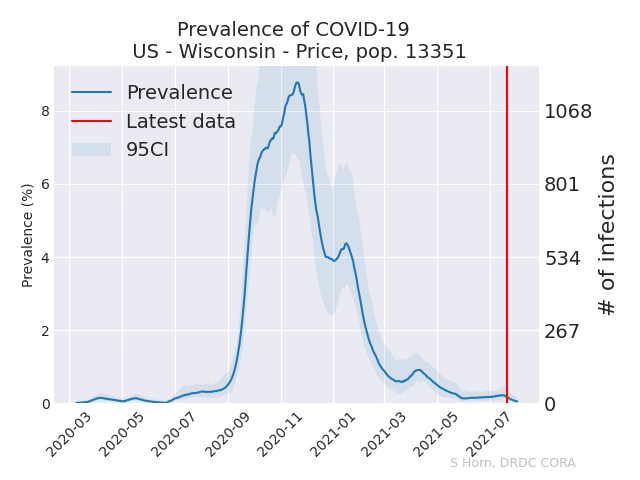 Prevalence of COVID-19
US - Wisconsin - Price, pop. 13351
Prevalence
Latest data
95CI
Prevalence (%)
8
6
4
2
0
1068
801
534
267
0
# of infections
2020-03
2020-05
2020-07
2020-09
2020-11
2021-01
2021-03
2021-05
2021-07
S Horn, DRDC CORA